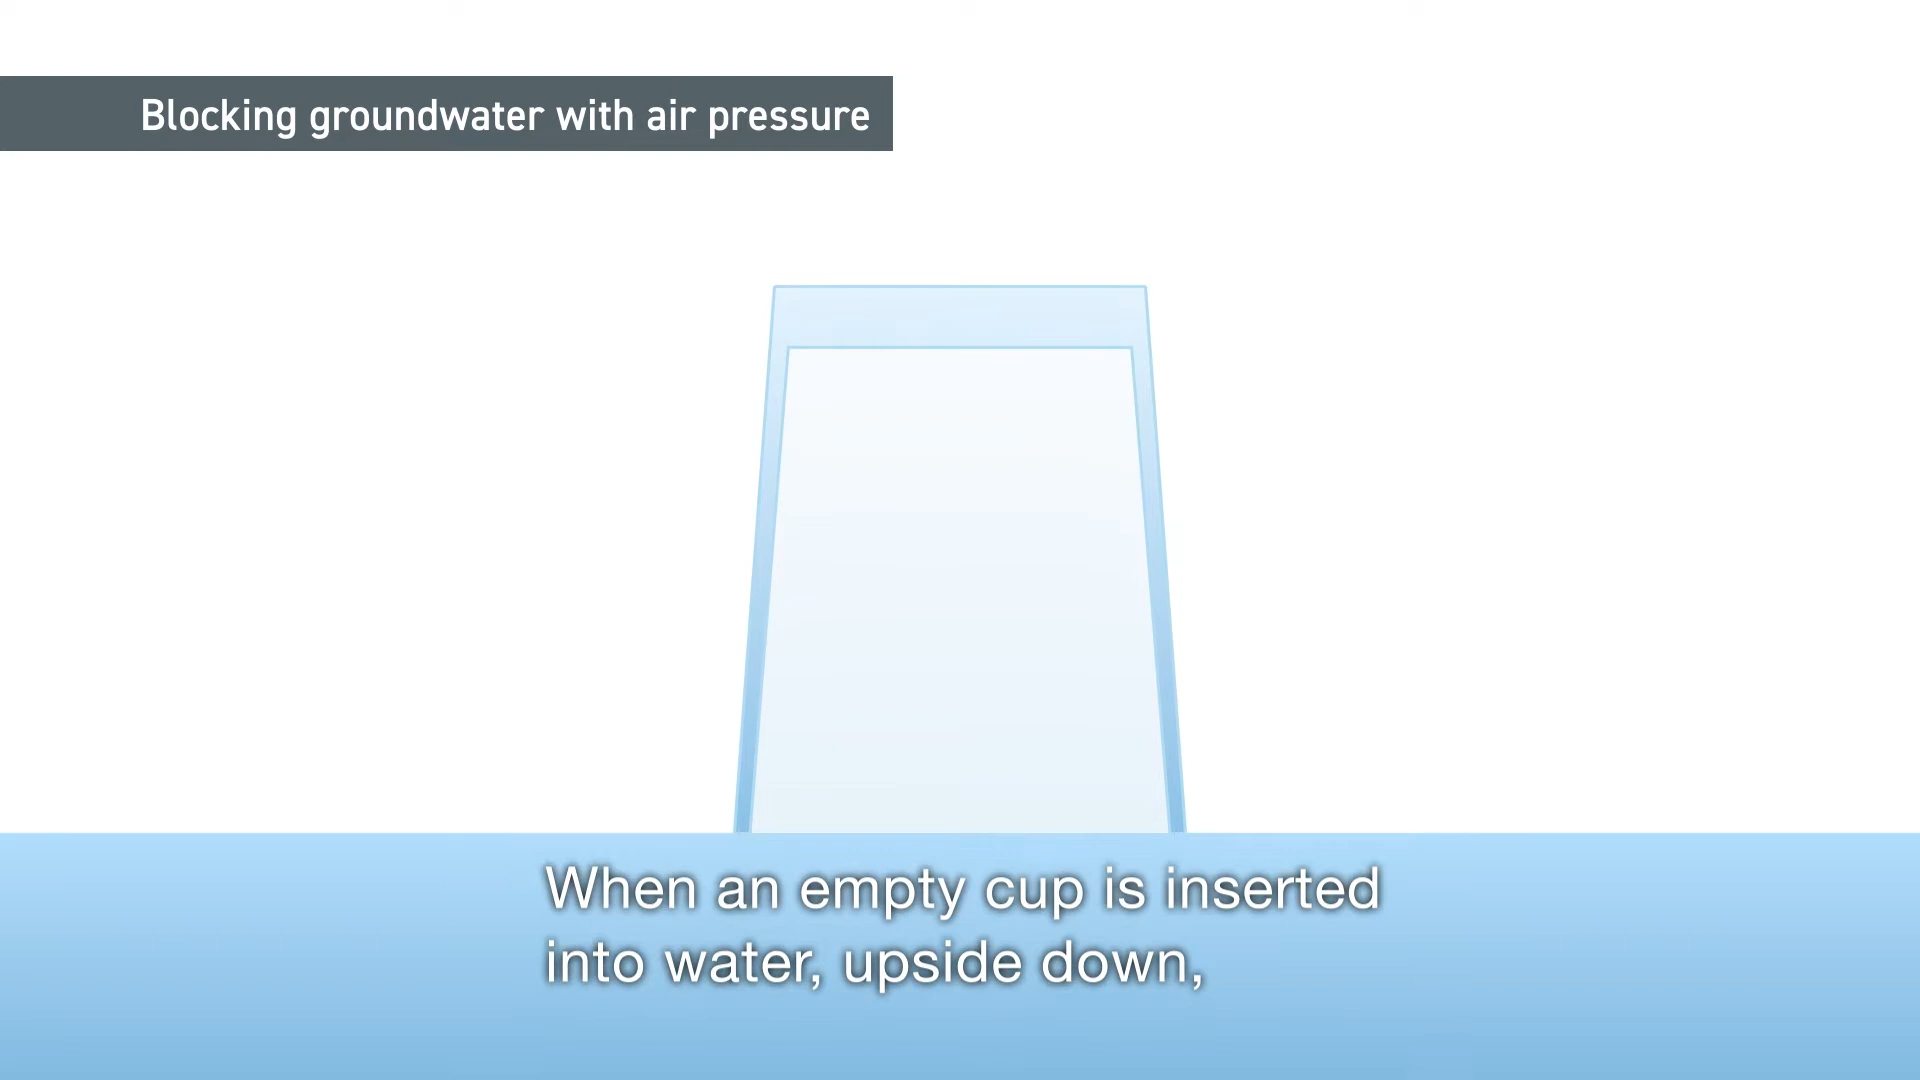 Blocking groundwater with air pressure
When an empty cup is inserted
into water, upside down,